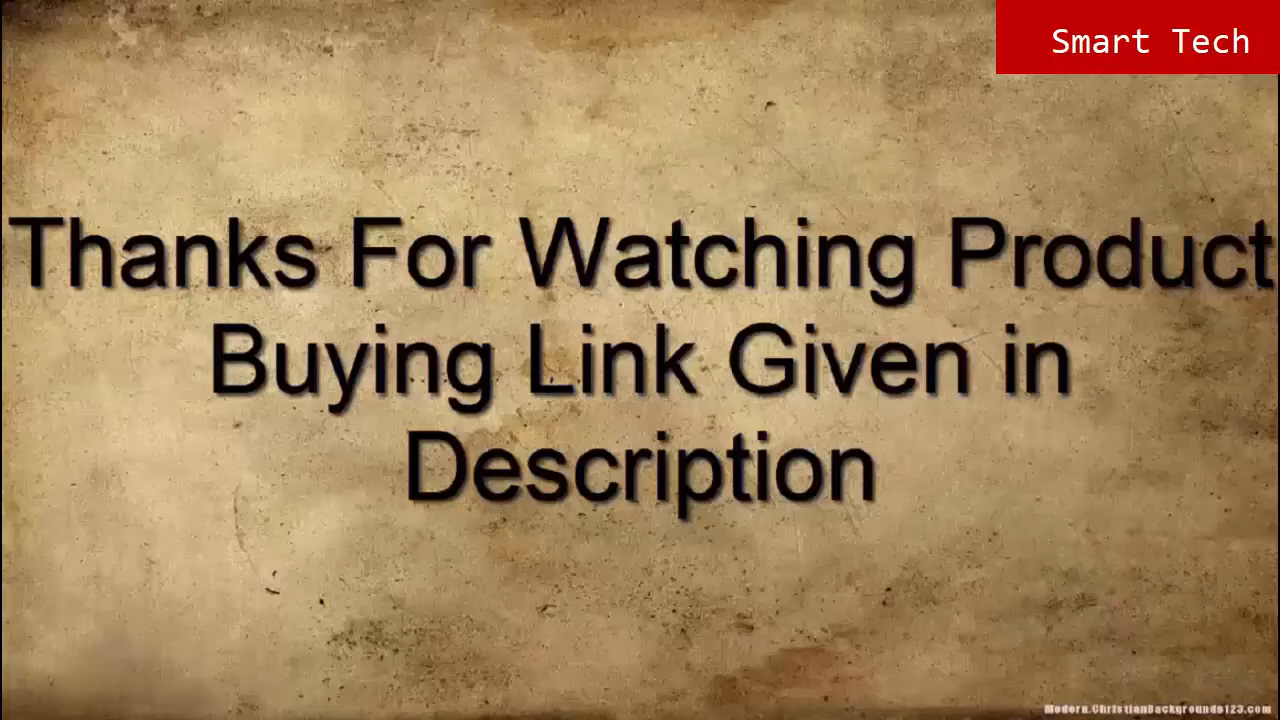 Smart Tech
Thanks For Watching Product
Buying Link Given in
Description
Modern.ChristianBackgrounds123.com